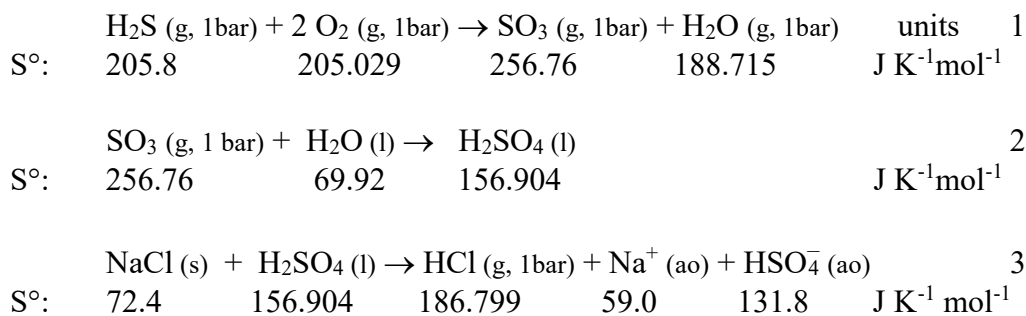 H₂S (g, 1bar) + 2 O₂ (g, 1bar) → SO₃ (g, 1bar) + H₂O (g, 1bar) units 1
S°: 205.8 205.029 256.76 188.715 J K⁻¹mol⁻¹
SO₃ (g, 1 bar) + H₂O (l) → H₂SO₄ (l) 2
S°: 256.76 69.92 156.904 J K⁻¹mol⁻¹
NaCl (s) + H₂SO₄ (l) → HCl (g, 1bar) + Na⁺ (ao) + HSO₄⁻ (ao) 3
S°: 72.4 156.904 186.799 59.0 131.8 J K⁻¹ mol⁻¹